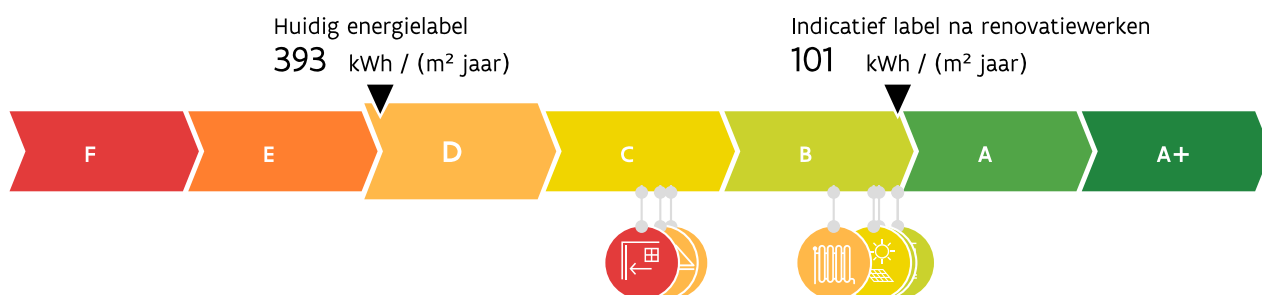 Huidig energielabel
393 kWh / (m² jaar)
Indicatief label na renovatiewerken
101 kWh / (m² jaar)
F E D C B A A+